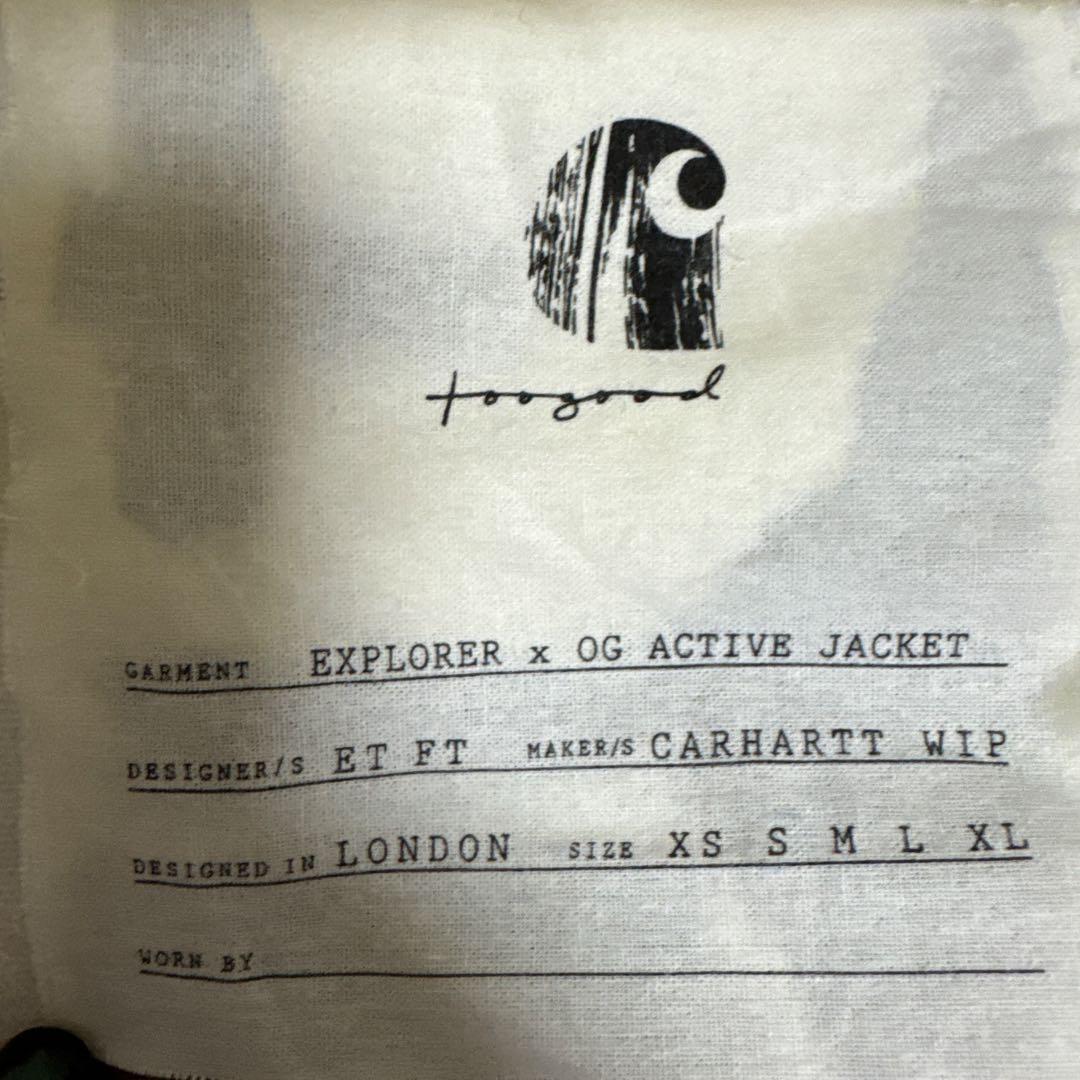 toogood
GARMENT EXPLORER x OG ACTIVE JACKET
DESIGNER/S ET FT MAKER/S CARHARTT WIP
DESIGNED IN LONDON SIZE XS S M L XL
WORN BY